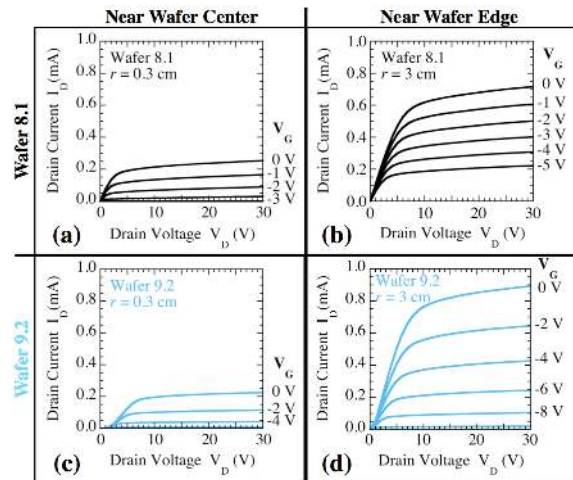 Near Wafer Center
Near Wafer Edge
Wafer 8.1
Drain Current I_D (mA)
1.0
0.8
0.6
0.4
0.2
0.0
Wafer 8.1
r = 0.3 cm
V_G
0 V
-1 V
-2 V
-3 V
0
10
20
30
(a)
Drain Voltage V_D (V)
Drain Current I_D (mA)
1.0
0.8
0.6
0.4
0.2
0.0
Wafer 8.1
r = 3 cm
V_G
0 V
-1 V
-2 V
-3 V
-4 V
-5 V
0
10
20
30
(b)
Drain Voltage V_D (V)
Wafer 9.2
Drain Current I_D (mA)
1.0
0.8
0.6
0.4
0.2
0.0
Wafer 9.2
r = 0.3 cm
V_G
0 V
-2 V
-4 V
0
10
20
30
(c)
Drain Voltage V_D (V)
Drain Current I_D (mA)
1.0
0.8
0.6
0.4
0.2
0.0
Wafer 9.2
r = 3 cm
V_G
0 V
-2 V
-4 V
-6 V
-8 V
0
10
20
30
(d)
Drain Voltage V_D (V)